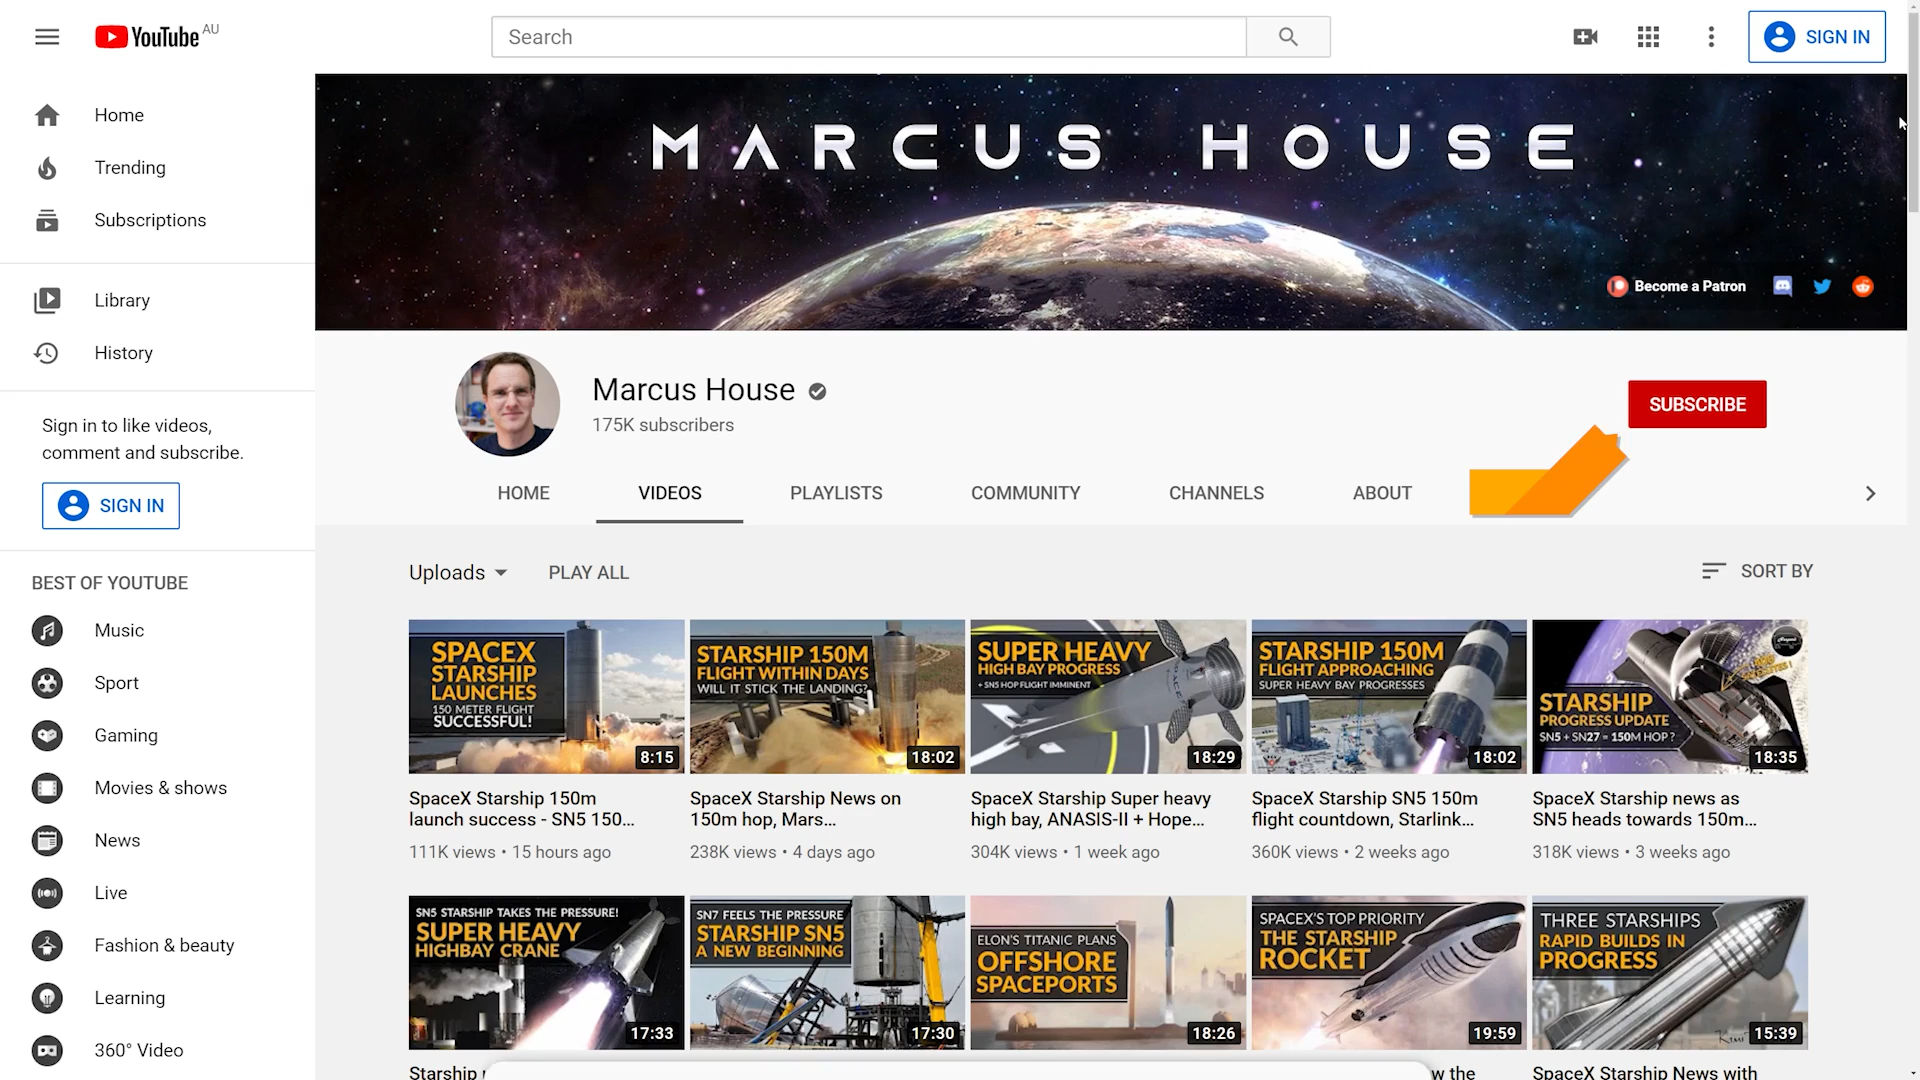 YouTube AU
Search
SIGN IN
Home
Trending
Subscriptions
Library
History
Sign in to like videos,
comment and subscribe.
SIGN IN
BEST OF YOUTUBE
Music
Sport
Gaming
Movies & shows
News
Live
Fashion & beauty
Learning
360° Video
MARCUS HOUSE
Become a Patron
Marcus House
175K subscribers
SUBSCRIBE
HOME
VIDEOS
PLAYLISTS
COMMUNITY
CHANNELS
ABOUT
Uploads
PLAY ALL
SORT BY
SPACEX
STARSHIP
LAUNCHES
150 METER FLIGHT
SUCCESSFUL!
8:15
SpaceX Starship 150m
launch success - SN5 150...
111K views • 15 hours ago
STARSHIP 150M
FLIGHT WITHIN DAYS
WILL IT STICK THE LANDING?
18:02
SpaceX Starship News on
150m hop, Mars...
238K views • 4 days ago
SUPER HEAVY
HIGH BAY PROGRESS
+ SN5 HOP FLIGHT IMMINENT
18:29
SpaceX Starship Super heavy
high bay, ANASIS-II + Hope...
304K views • 1 week ago
STARSHIP 150M
FLIGHT APPROACHING
SUPER HEAVY BAY PROGRESSES
18:02
SpaceX Starship SN5 150m
flight countdown, Starlink...
360K views • 2 weeks ago
STARSHIP
PROGRESS UPDATE
SN5 + SN27 = 150M HOP ?
18:35
SpaceX Starship news as
SN5 heads towards 150m...
318K views • 3 weeks ago
SN5 STARSHIP TAKES THE PRESSURE!
SUPER HEAVY
HIGHBAY CRANE
17:33
Starship
SN7 FEELS THE PRESSURE
STARSHIP SN5
A NEW BEGINNING
17:30
ELON'S TITANIC PLANS
OFFSHORE
SPACEPORTS
18:26
SPACEX'S TOP PRIORITY
THE STARSHIP
ROCKET
19:59
the
THREE STARSHIPS
RAPID BUILDS IN
PROGRESS
15:39
SpaceX Starship News with